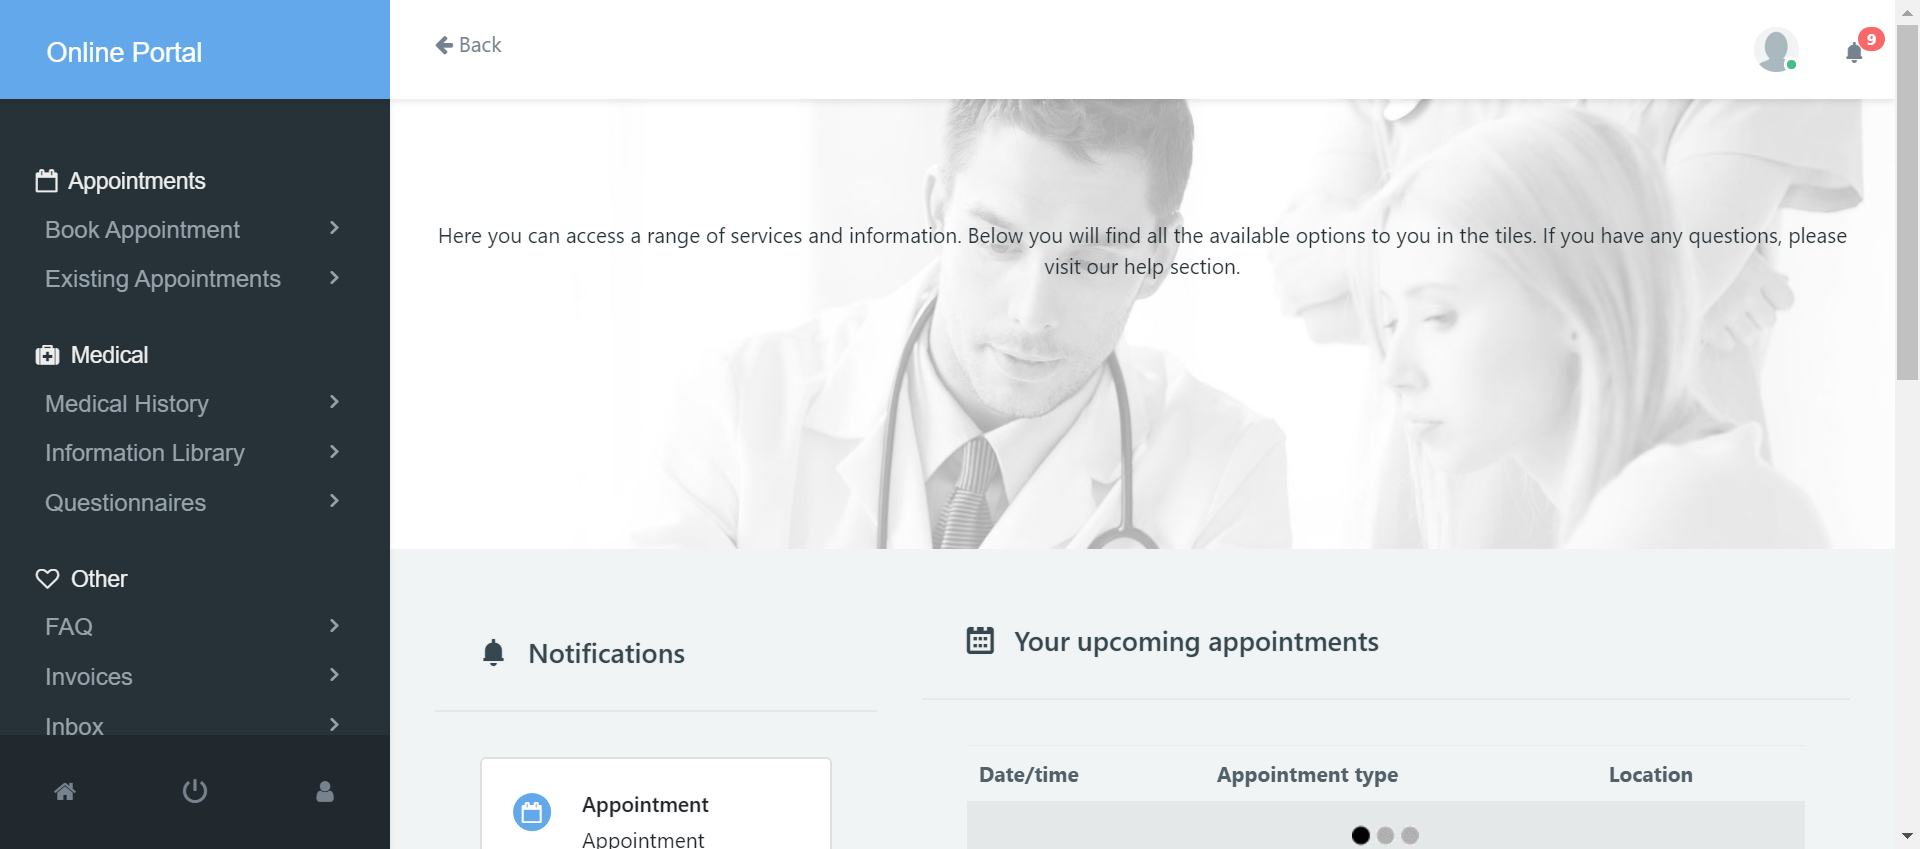 Online Portal
Back
9
Appointments
Book Appointment
Existing Appointments
Medical
Medical History
Information Library
Questionnaires
Other
FAQ
Invoices
Inbox
Here you can access a range of services and information. Below you will find all the available options to you in the tiles. If you have any questions, please
visit our help section.
Notifications
Appointment
Appointment
Your upcoming appointments
Date/time Appointment type Location